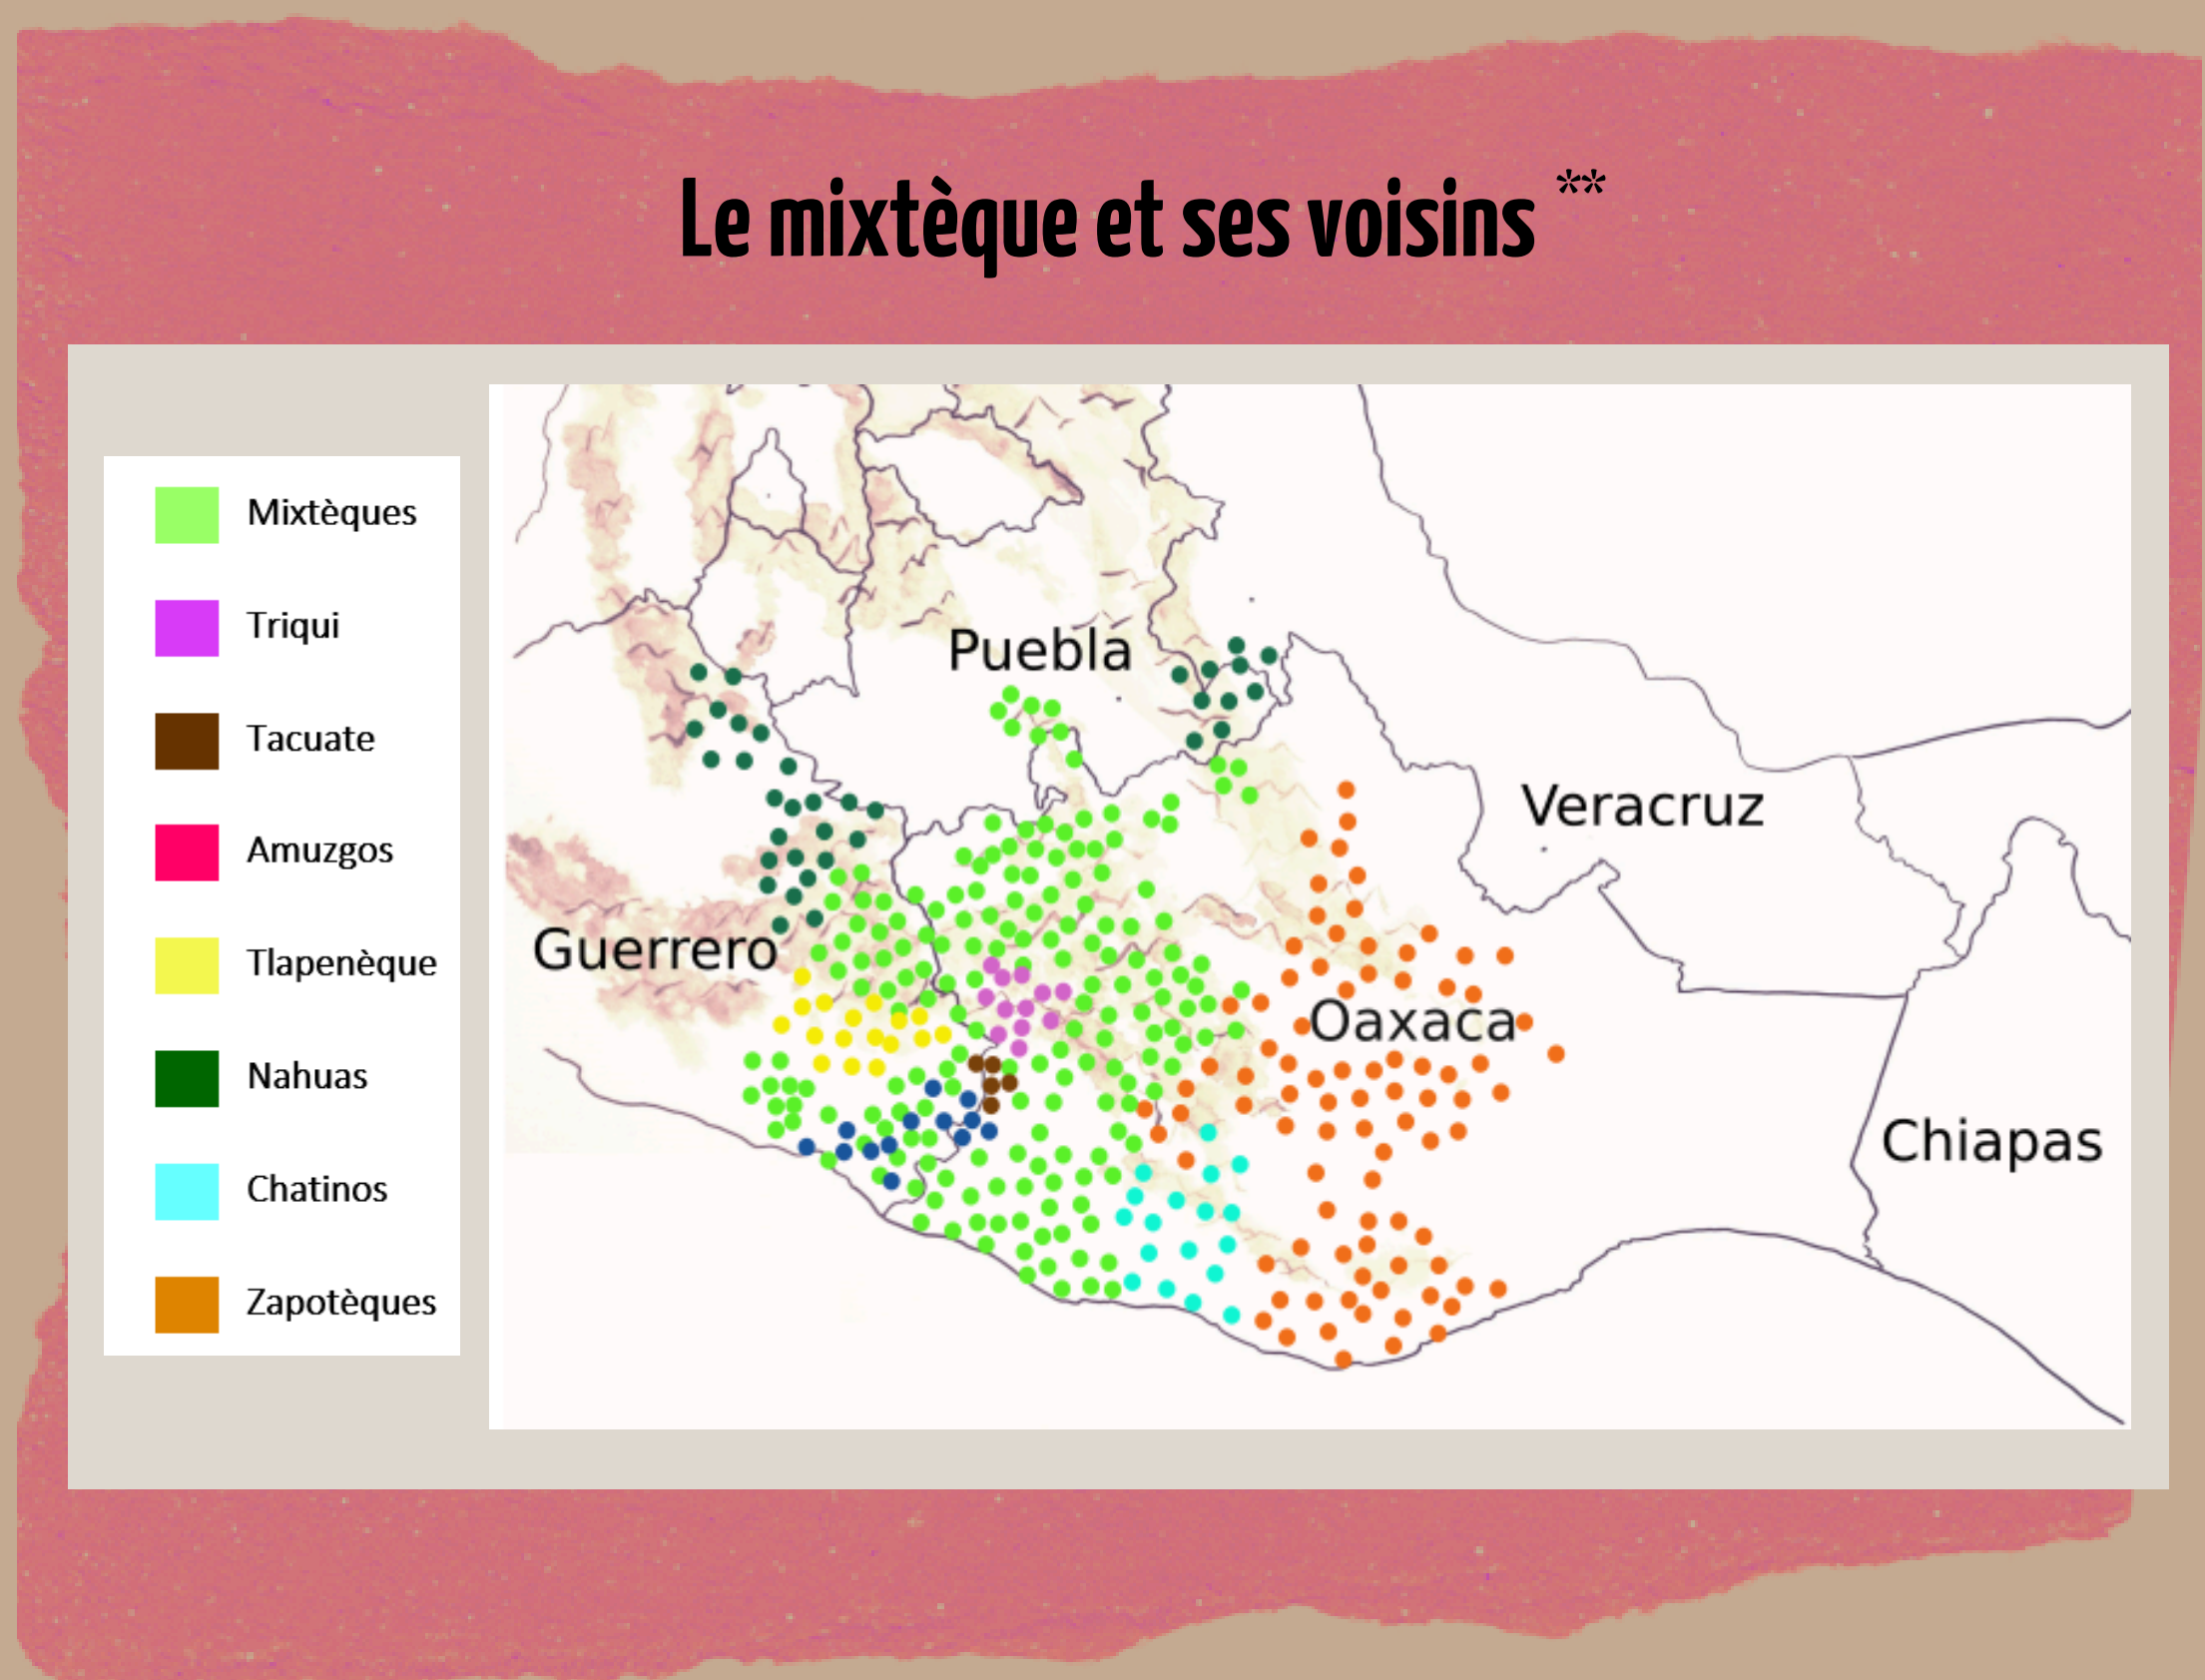 Le mixtèque et ses voisins **
Mixtèques
Triqui
Tacuate
Amuzgos
Tlapenèque
Nahuas
Chatinos
Zapotèques
Puebla
Veracruz
Guerrero
Oaxaca
Chiapas